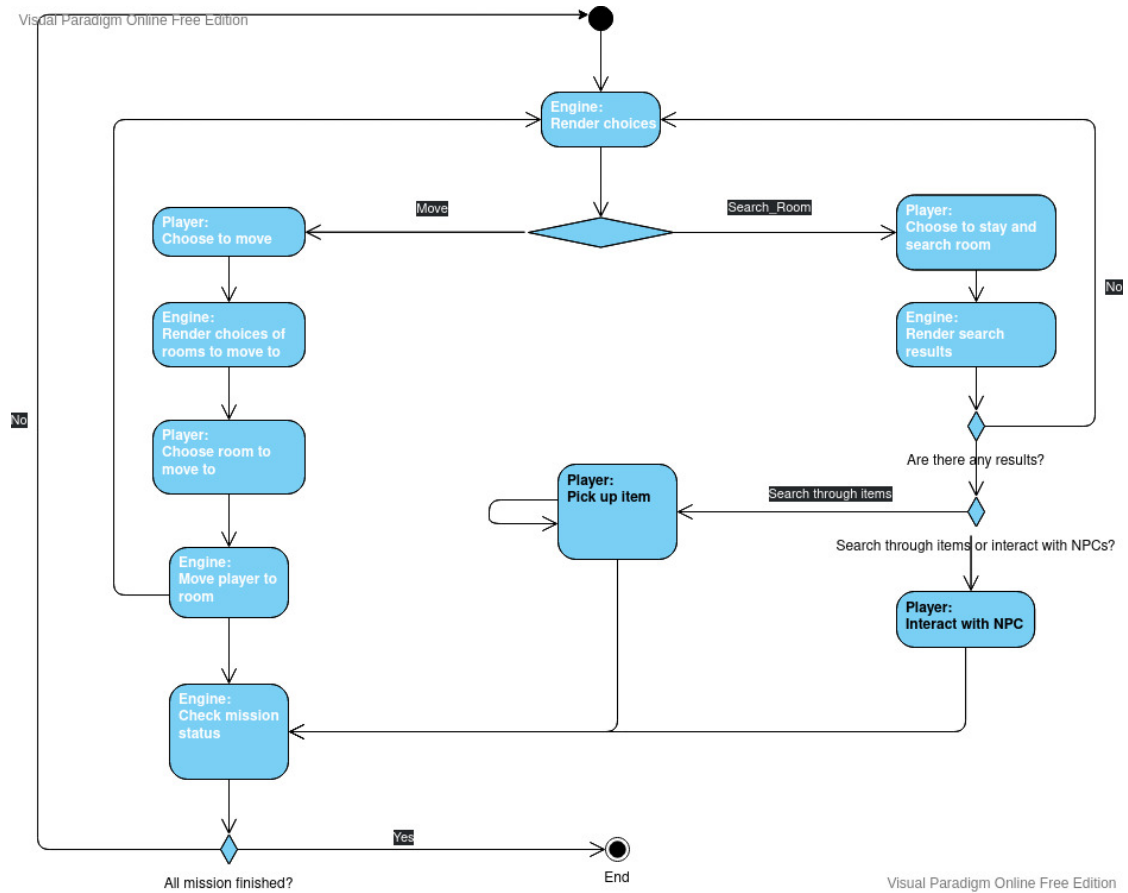 Visual Paradigm Online Free Edition
Engine:
Render choices
Move
Search_Room
Player:
Choose to move
Player:
Choose to stay and
search room
Engine:
Render choices of
rooms to move to
Engine:
Render search
results
No
No
Player:
Choose room to
move to
Are there any results?
Player:
Pick up item
Search through items
Search through items or interact with NPCs?
Engine:
Move player to
room
Player:
Interact with NPC
Engine:
Check mission
status
Yes
All mission finished?
End
Visual Paradigm Online Free Edition